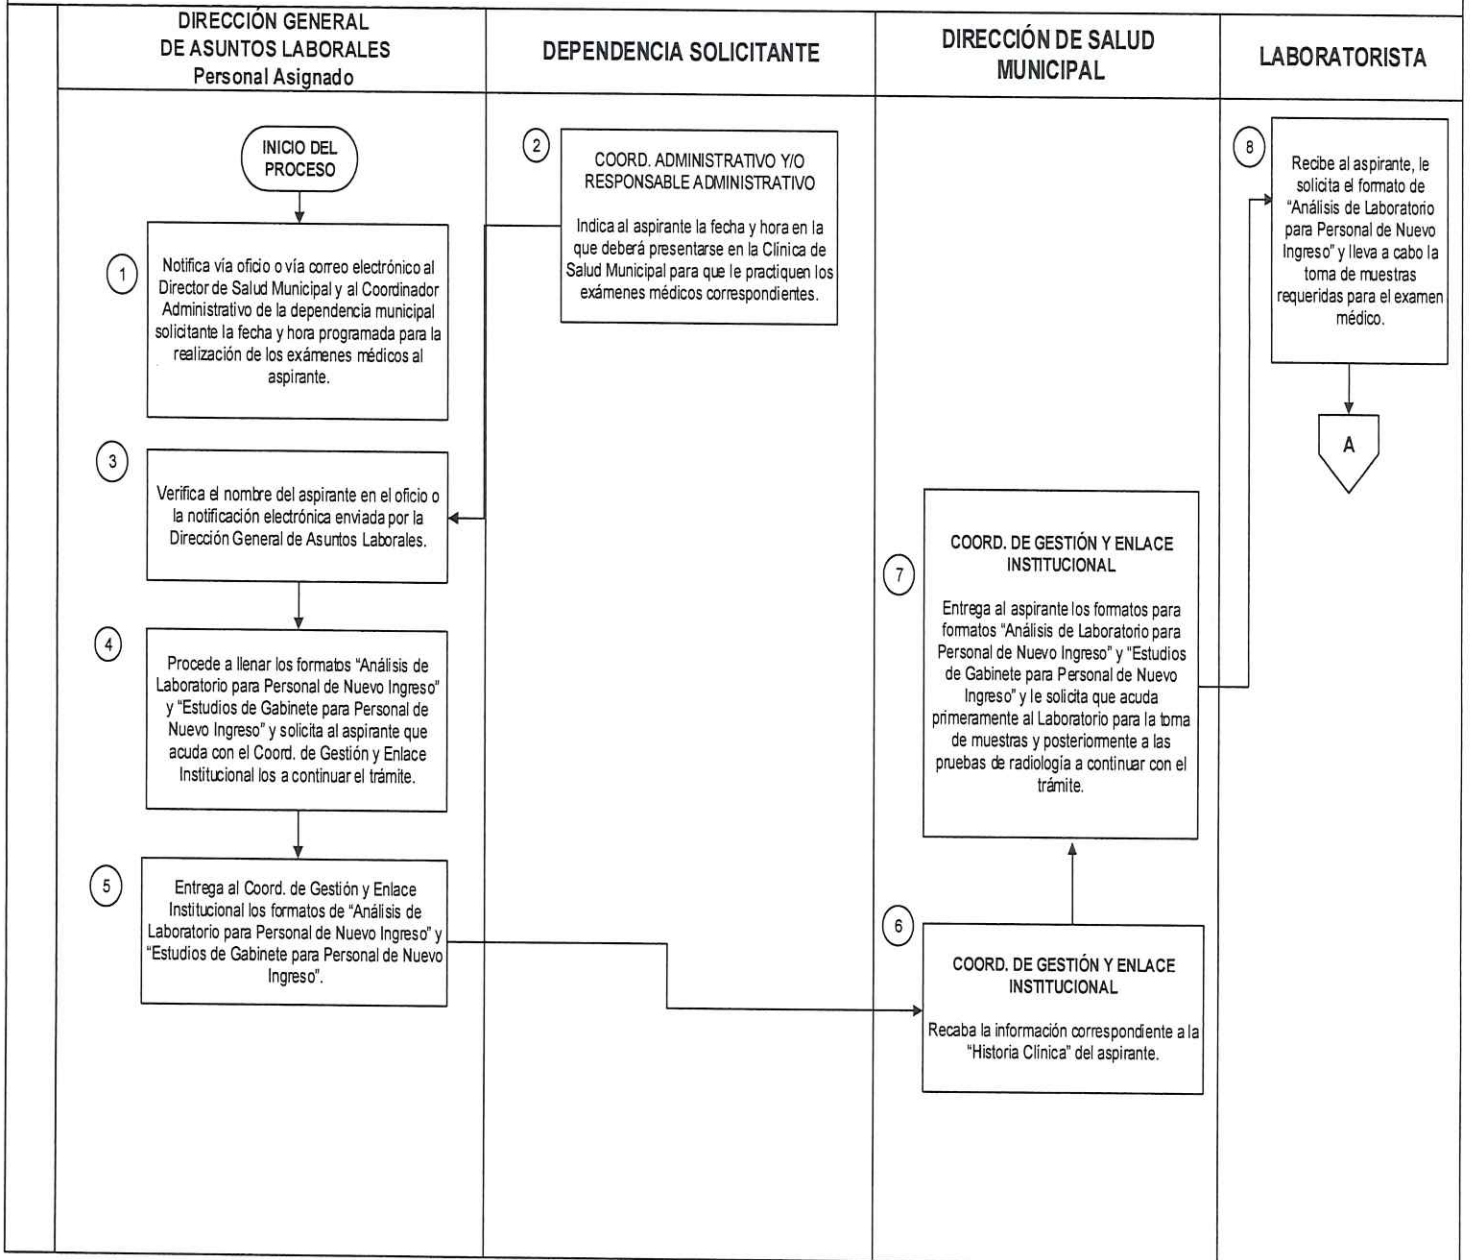 DIRECCIÓN GENERAL
DE ASUNTOS LABORALES
Personal Asignado
DEPENDENCIA SOLICITANTE
DIRECCIÓN DE SALUD
MUNICIPAL
LABORATORISTA
INICIO DEL
PROCESO
1
Notifica vía oficio o vía correo electrónico al
Director de Salud Municipal y al Coordinador
Administrativo de la dependencia municipal
solicitante la fecha y hora programada para la
realización de los exámenes médicos al
aspirante.
2
COORD. ADMINISTRATIVO Y/O
RESPONSABLE ADMINISTRATIVO
Indica al aspirante la fecha y hora en la
que deberá presentarse en la Clínica de
Salud Municipal para que le practiquen los
exámenes médicos correspondientes.
3
Verifica el nombre del aspirante en el oficio o
la notificación electrónica enviada por la
Dirección General de Asuntos Laborales.
4
Procede a llenar los formatos “Análisis de
Laboratorio para Personal de Nuevo Ingreso”
y “Estudios de Gabinete para Personal de
Nuevo Ingreso” y solicita al aspirante que
acuda con el Coord. de Gestión y Enlace
Institucional los a continuar el trámite.
5
Entrega al Coord. de Gestión y Enlace
Institucional los formatos de “Análisis de
Laboratorio para Personal de Nuevo Ingreso” y
“Estudios de Gabinete para Personal de Nuevo
Ingreso”.
6
COORD. DE GESTIÓN Y ENLACE
INSTITUCIONAL
Recaba la información correspondiente a la
“Historia Clínica” del aspirante.
7
COORD. DE GESTIÓN Y ENLACE
INSTITUCIONAL
Entrega al aspirante los formatos para
formatos “Análisis de Laboratorio para
Personal de Nuevo Ingreso” y “Estudios
de Gabinete para Personal de Nuevo
Ingreso” y le solicita que acuda
primeramente al Laboratorio para la toma
de muestras y posteriormente a las
pruebas de radiología a continuar con el
trámite.
8
Recibe al aspirante, le
solicita el formato de
“Análisis de Laboratorio
para Personal de Nuevo
Ingreso” y lleva a cabo la
toma de muestras
requeridas para el examen
médico.
A